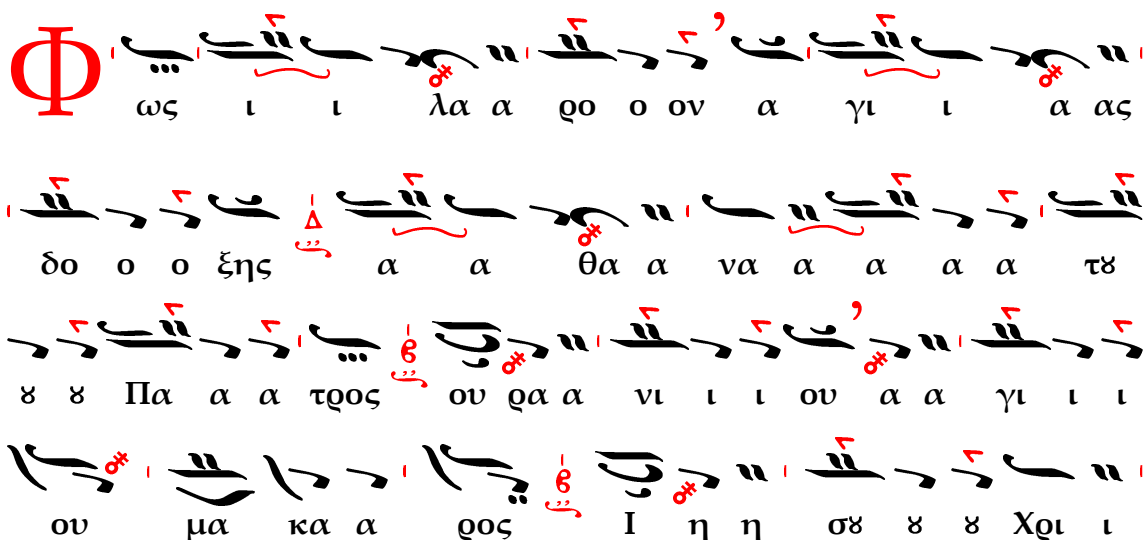 Φ ως ι ι λα α ρο ο ον α γι ι α ας
δο ο ο ξης Δ α α θα α να α α α α τȣ
ȣ ȣ Πα α α τρος ου ρα α νι ι ι ου α α γι ι ι
ου μα κα α ρος Ι η η σȣ ȣ ȣ Χρι ι